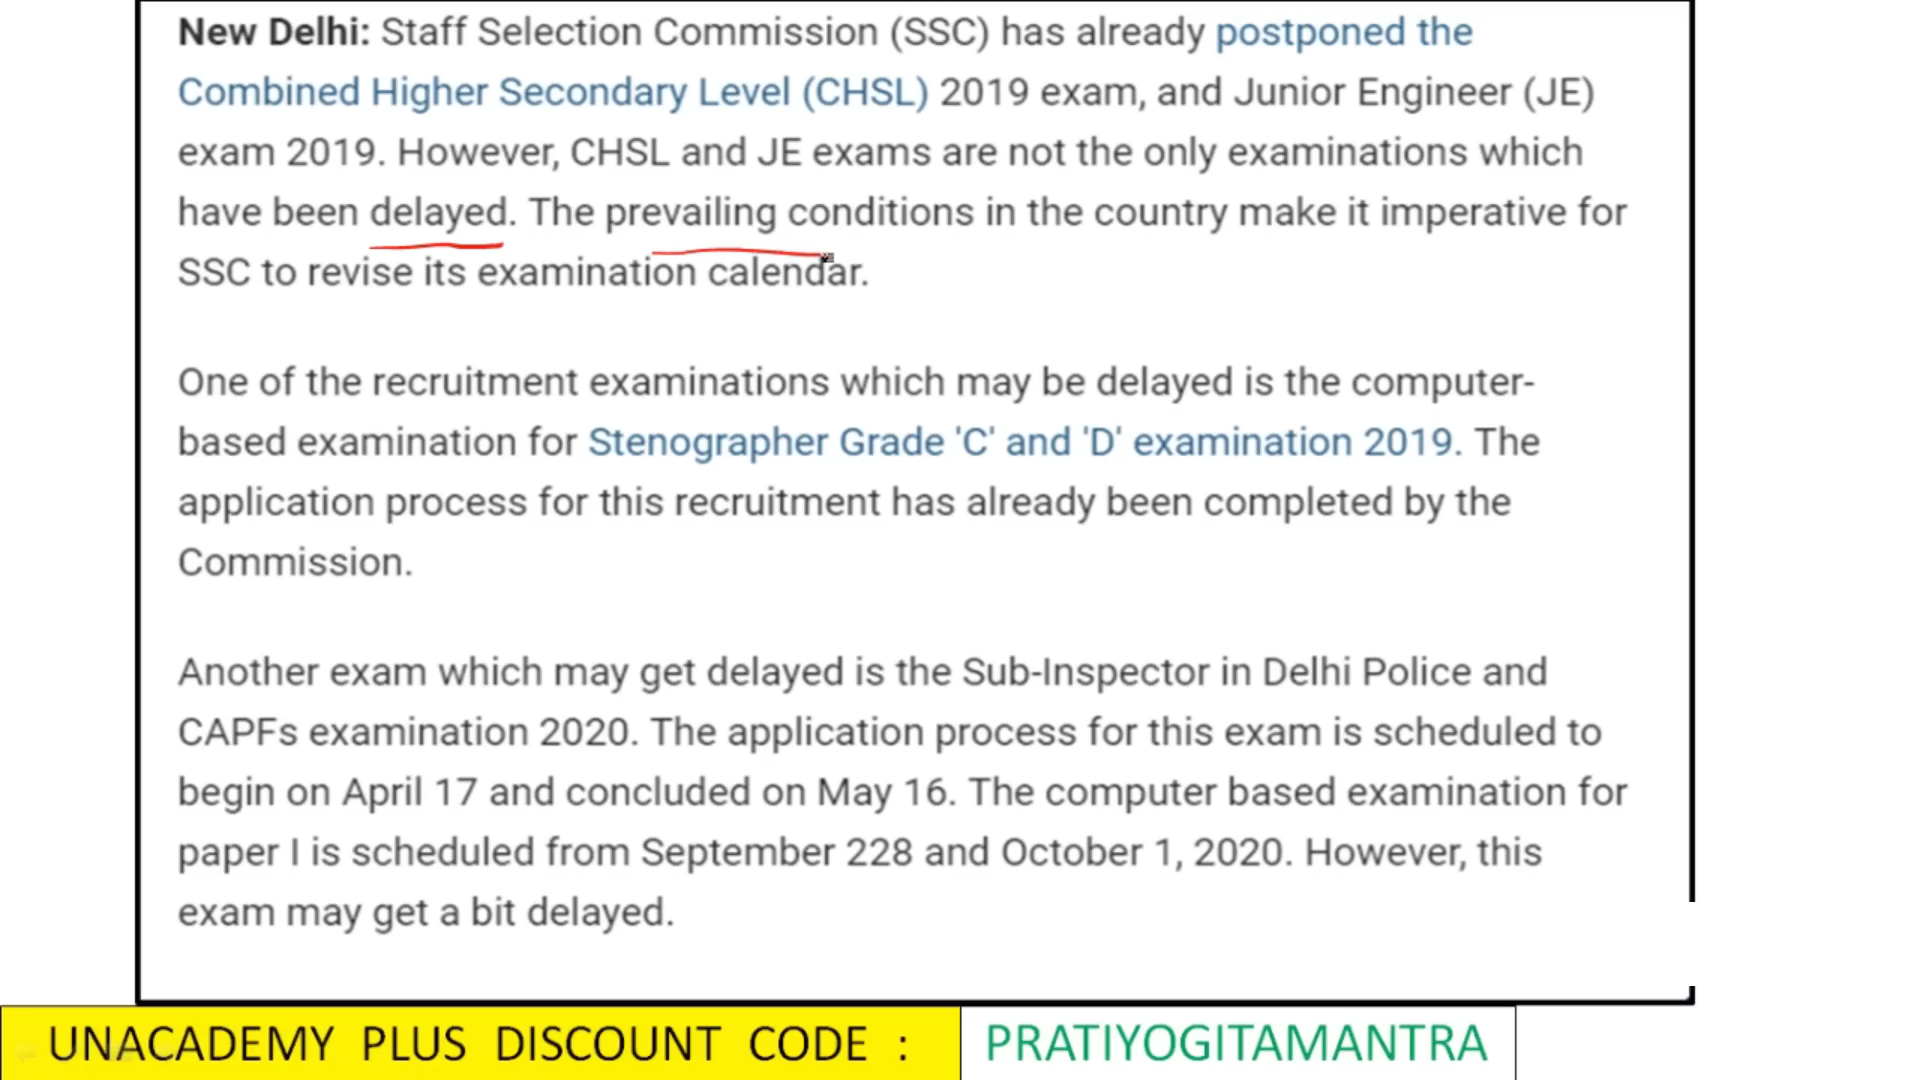 New Delhi: Staff Selection Commission (SSC) has already postponed the
Combined Higher Secondary Level (CHSL) 2019 exam, and Junior Engineer (JE)
exam 2019. However, CHSL and JE exams are not the only examinations which
have been delayed. The prevailing conditions in the country make it imperative for
SSC to revise its examination calendar.
One of the recruitment examinations which may be delayed is the computer-
based examination for Stenographer Grade 'C' and 'D' examination 2019. The
application process for this recruitment has already been completed by the
Commission.
Another exam which may get delayed is the Sub-Inspector in Delhi Police and
CAPFs examination 2020. The application process for this exam is scheduled to
begin on April 17 and concluded on May 16. The computer based examination for
paper I is scheduled from September 228 and October 1, 2020. However, this
exam may get a bit delayed.
UNACADEMY PLUS DISCOUNT CODE : PRATIYOGITAMANTRA